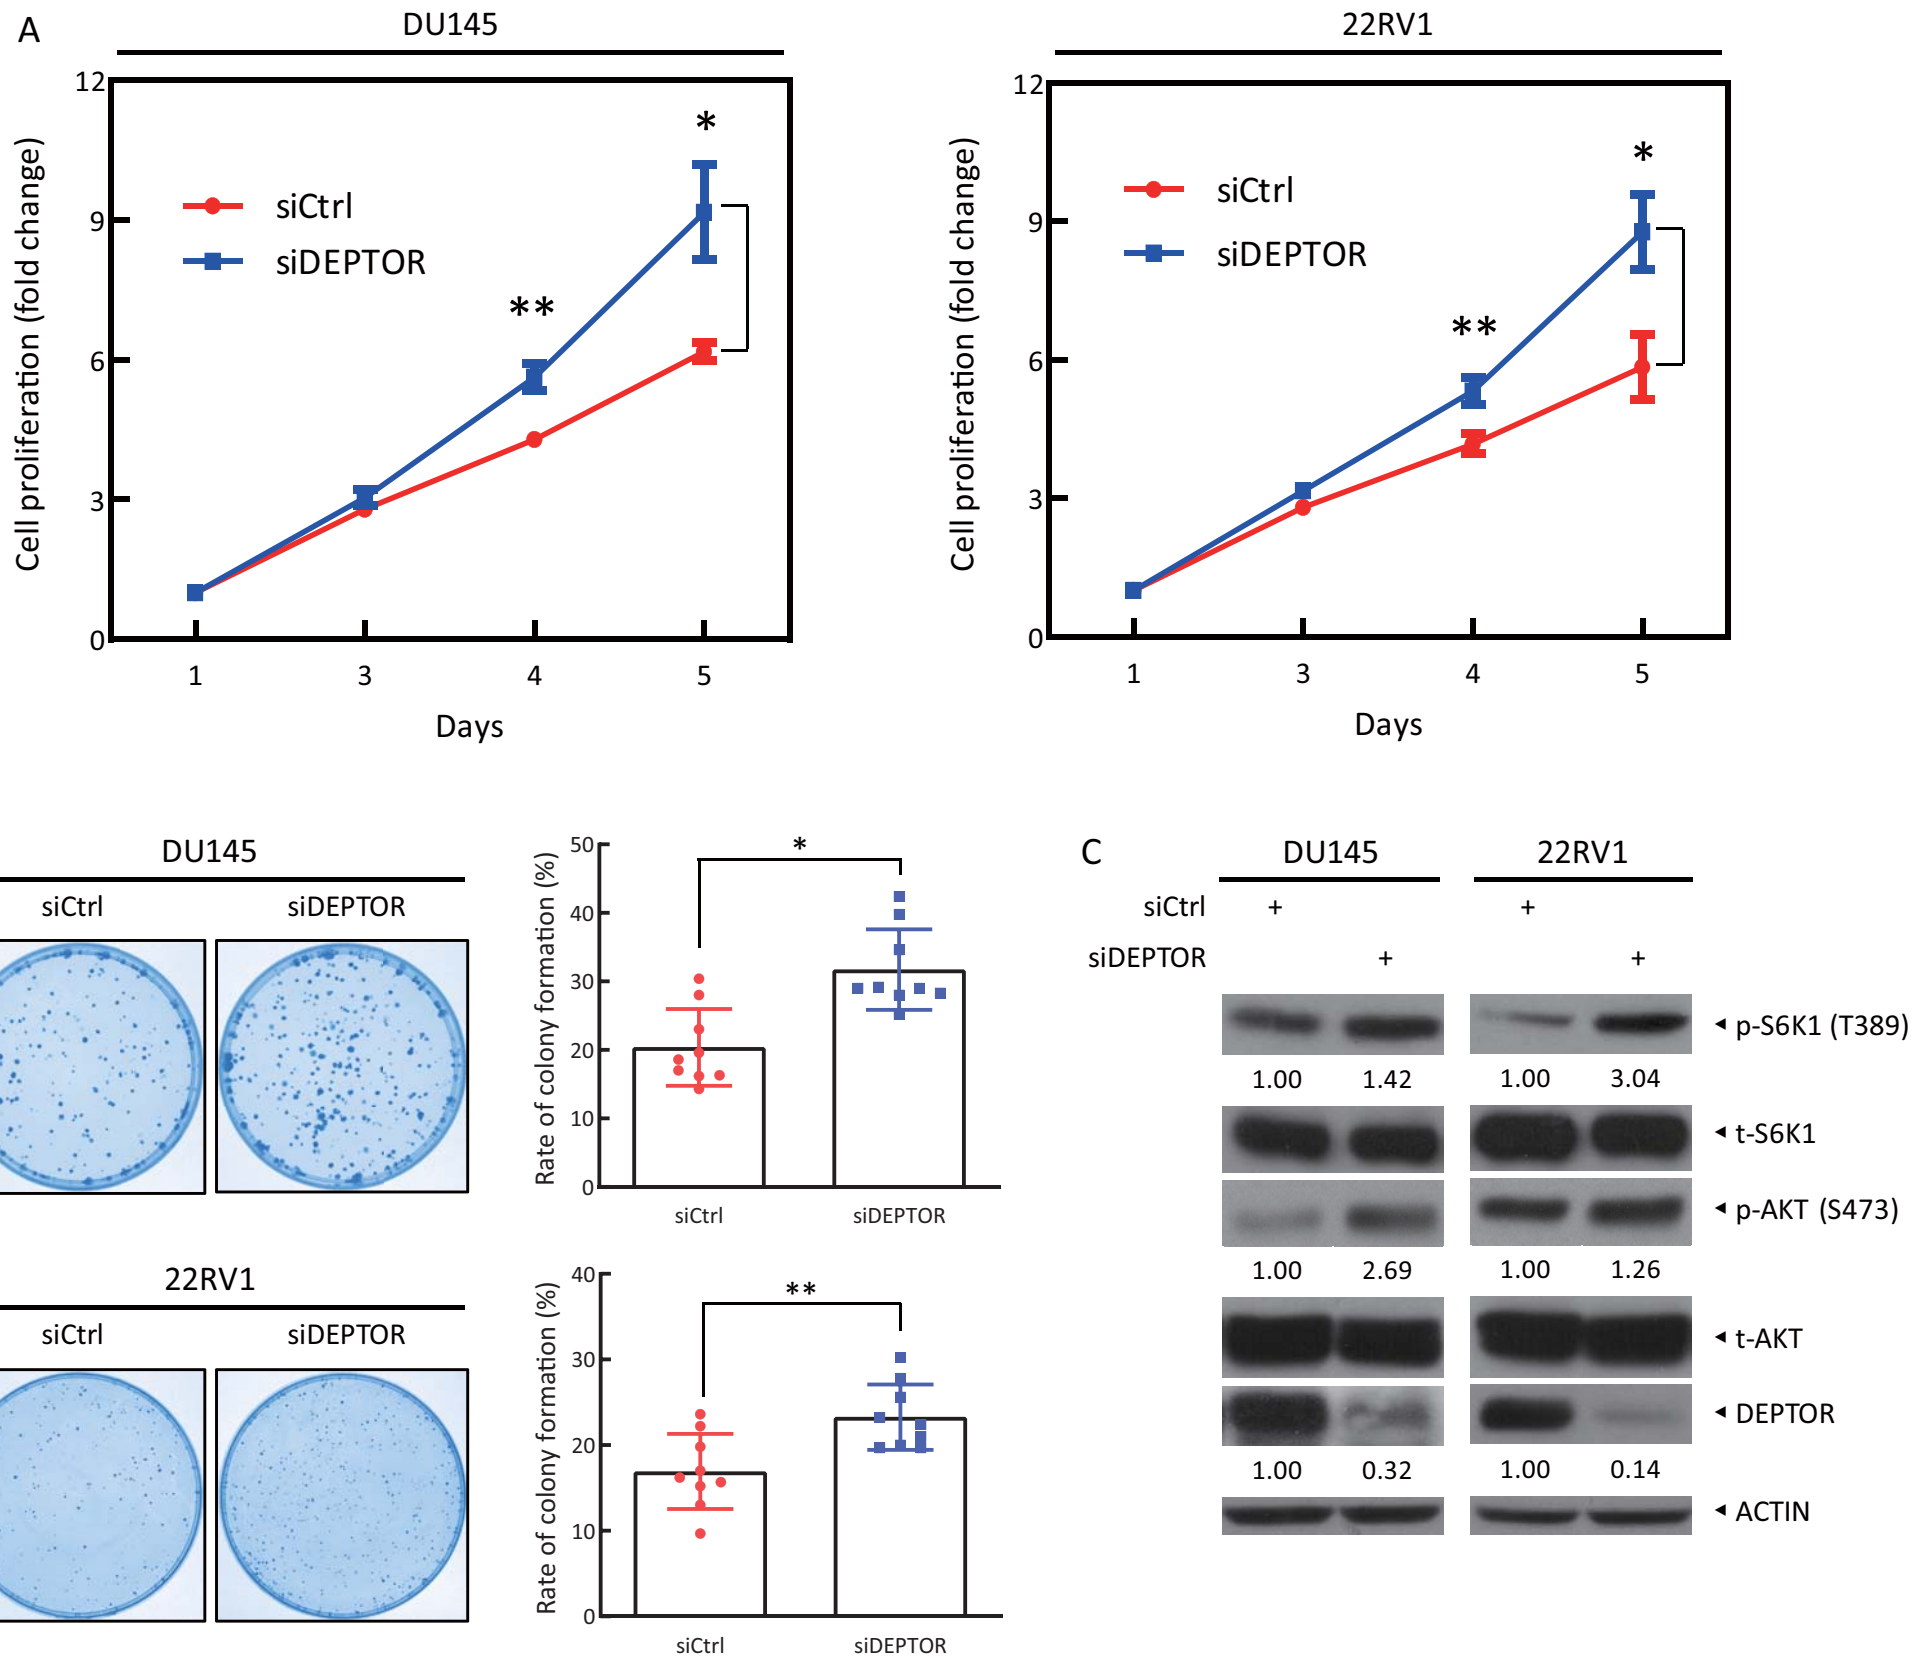 A
DU145
12
9
6
3
0
Cell proliferation (fold change)
siCtrl
siDEPTOR
**
*
1 3 4 5
Days
22RV1
12
9
6
3
0
Cell proliferation (fold change)
siCtrl
siDEPTOR
**
*
1 3 4 5
Days
DU145
siCtrl siDEPTOR
50
40
30
20
10
0
Rate of colony formation (%)
*
siCtrl siDEPTOR
22RV1
siCtrl siDEPTOR
40
30
20
10
0
Rate of colony formation (%)
**
siCtrl siDEPTOR
C
DU145 22RV1
siCtrl + +
siDEPTOR + +
p-S6K1 (T389)
1.00 1.42 1.00 3.04
t-S6K1
p-AKT (S473)
1.00 2.69 1.00 1.26
t-AKT
DEPTOR
1.00 0.32 1.00 0.14
ACTIN